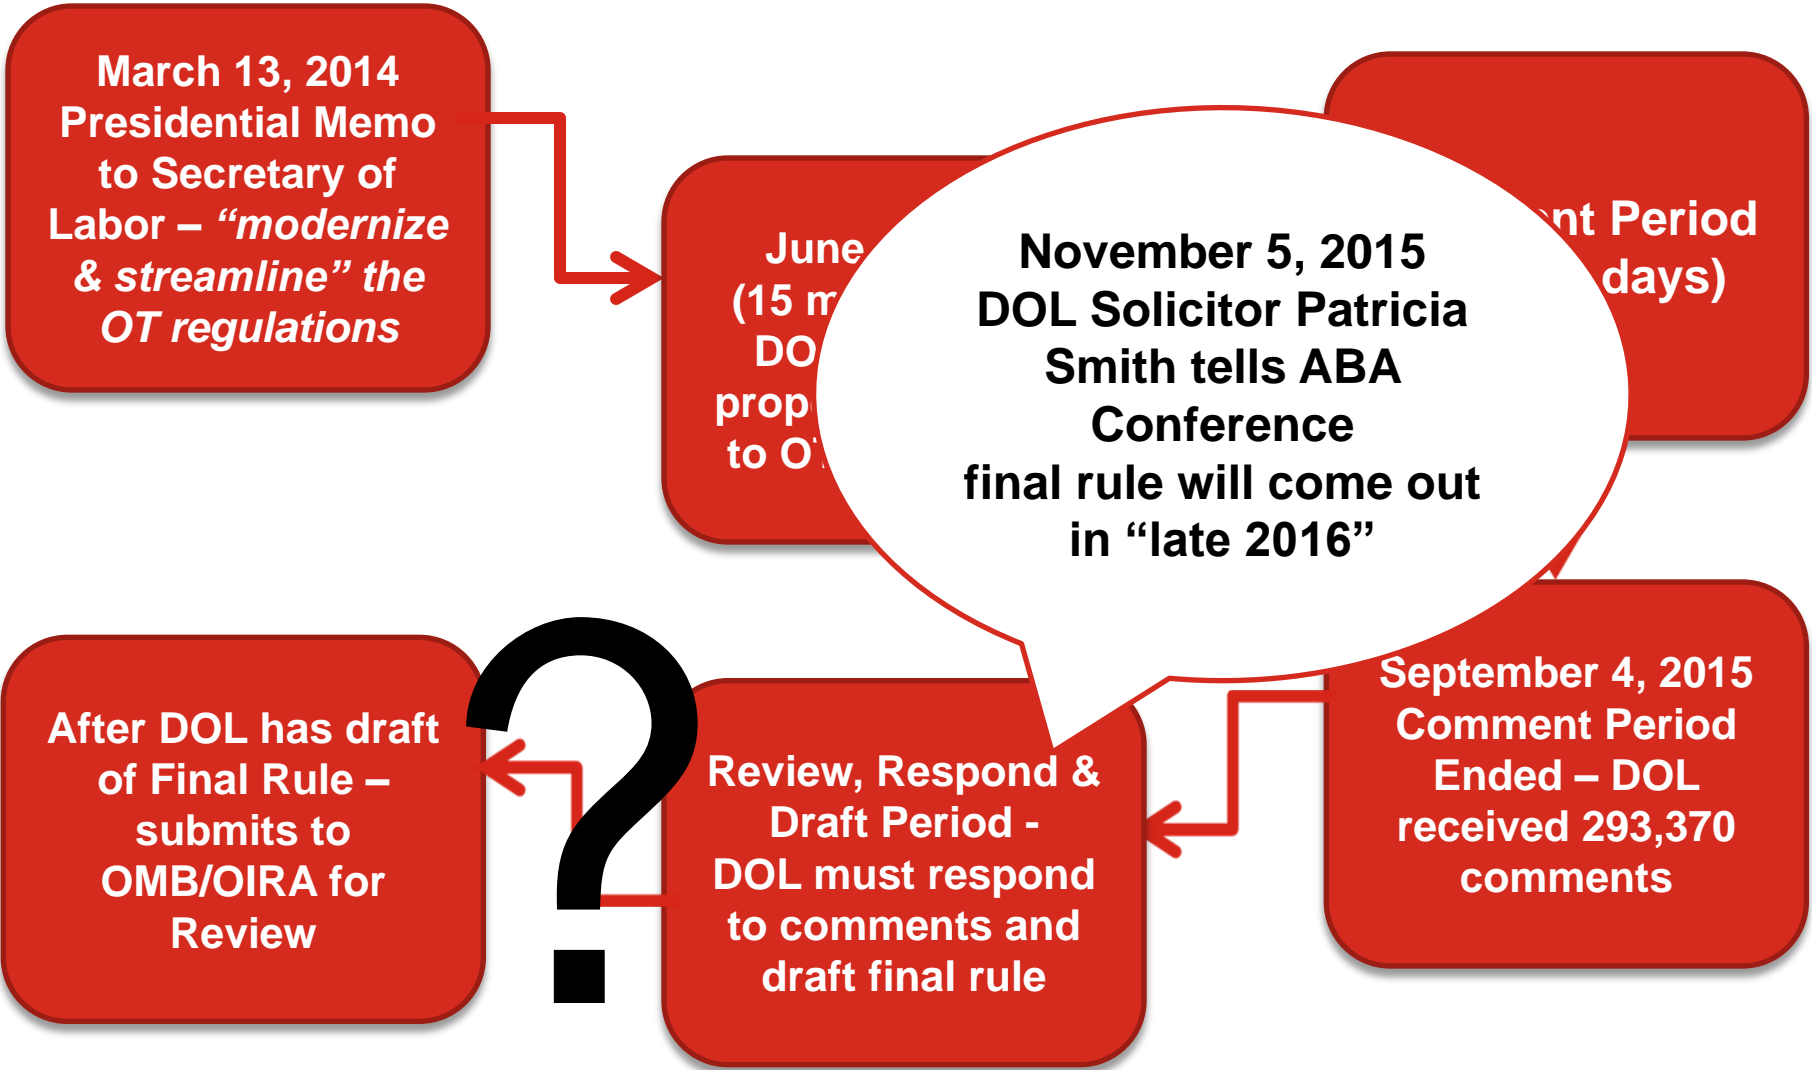 March 13, 2014
Presidential Memo
to Secretary of
Labor – “modernize
& streamline” the
OT regulations
June
(15
to
Period
days)
November 5, 2015
DOL Solicitor Patricia
Smith tells ABA
Conference
final rule will come out
in “late 2016”
September 4, 2015
Comment Period
Ended – DOL
received 293,370
comments
Review, Respond &
Draft Period -
DOL must respond
to comments and
draft final rule
?
After DOL has draft
of Final Rule –
submits to
OMB/OIRA for
Review